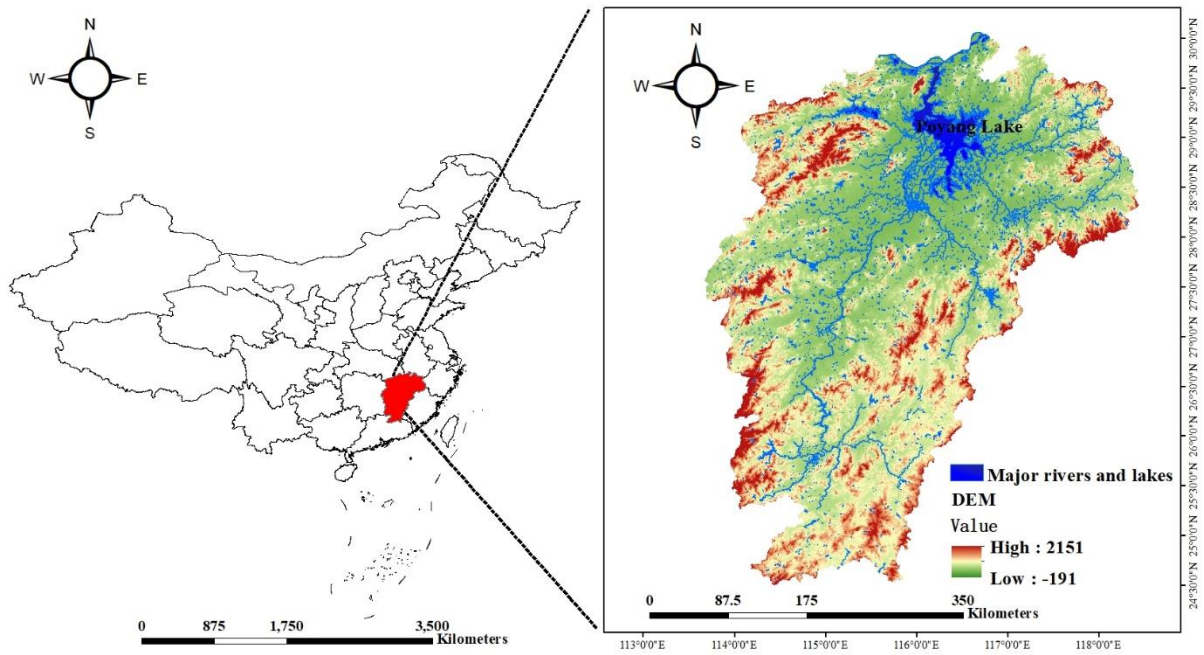 N
W E
S
0 875 1,750 3,500
Kilometers
N
W E
S
Poyang Lake
Major rivers and lakes
DEM
Value
High : 2151
Low : -191
0 87.5 175 350
Kilometers
113°0'0"E 114°0'0"E 115°0'0"E 116°0'0"E 117°0'0"E 118°0'0"E
30°0'0"N
29°30'0"N
29°0'0"N
28°30'0"N
28°0'0"N
27°30'0"N
27°0'0"N
26°30'0"N
26°0'0"N
25°30'0"N
25°0'0"N
24°30'0"N